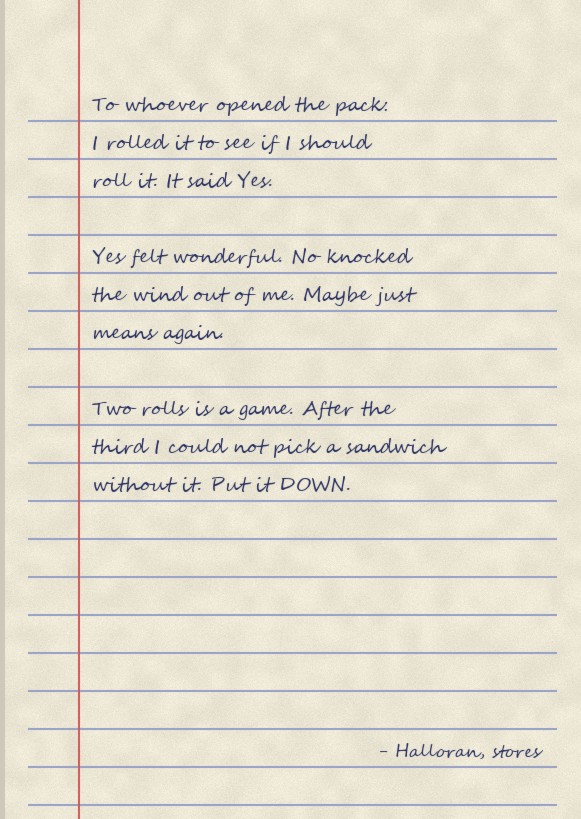 To whoever opened the pack:
I rolled it to see if I should
roll it. It said Yes.
Yes felt wonderful. No knocked
the wind out of me. Maybe just
means again.
Two rolls is a game. After the
third I could not pick a sandwich
without it. Put it DOWN.
- Halloran, stores